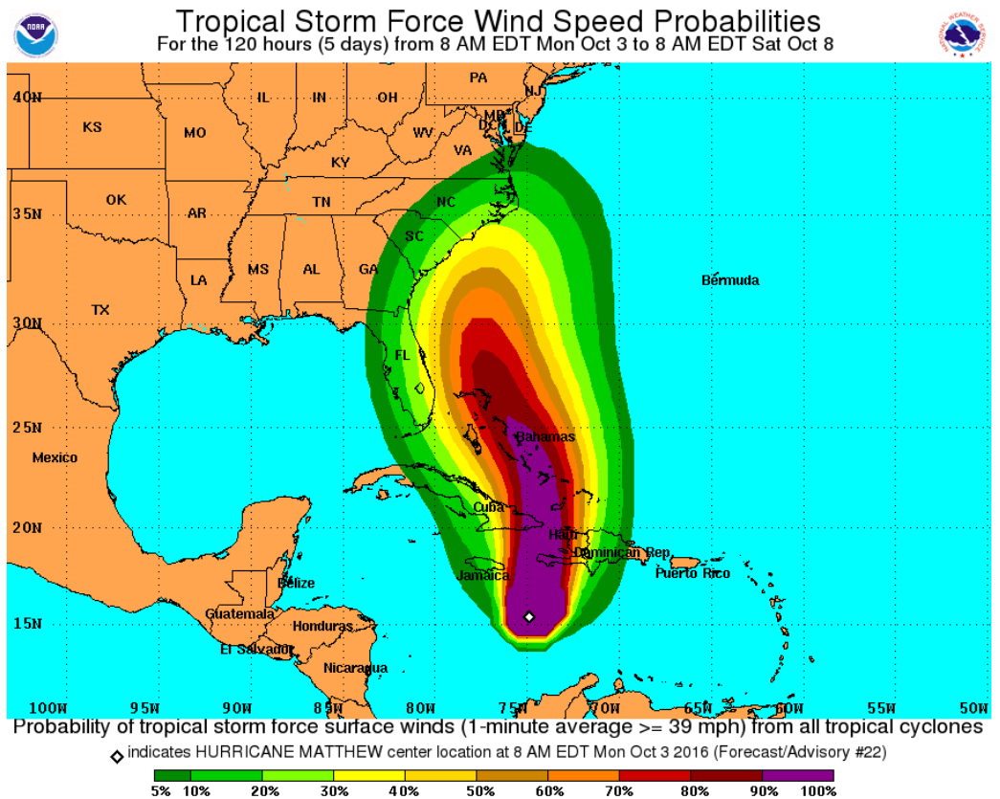 Tropical Storm Force Wind Speed Probabilities
For the 120 hours (5 days) from 8 AM EDT Mon Oct 3 to 8 AM EDT Sat Oct 8
NOAA
PA
NJ
40N
IL
IN
OH
MD
DC
DE
KS
MO
WV
VA
KY
OK
TN
NC
35N
AR
SC
MS
AL
GA
LA
Bermuda
TX
30N
FL
25N
Bahamas
Mexico
Cuba
20N
Haiti
Dominican Rep
Jamaica
Puerto Rico
Belize
Guatemala
15N
Honduras
El Salvador
Nicaragua
100W 95W 90W 85W 80W 75W 70W 65W 60W 55W 50W
Probability of tropical storm force surface winds (1-minute average >= 39 mph) from all tropical cyclones
indicates HURRICANE MATTHEW center location at 8 AM EDT Mon Oct 3 2016 (Forecast/Advisory #22)
5% 10% 20% 30% 40% 50% 60% 70% 80% 90% 100%